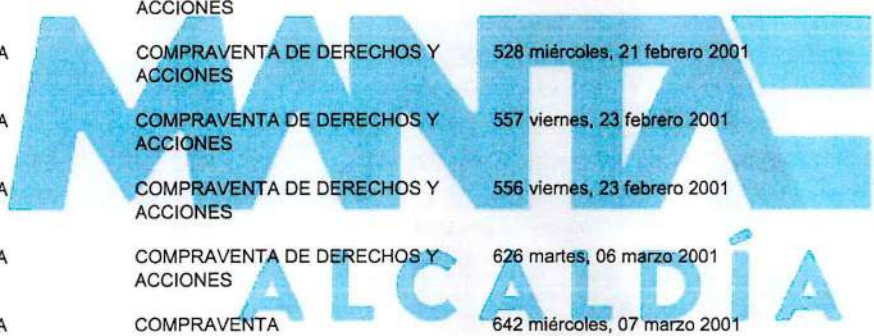 ACCIONES
A COMPRAVENTA DE DERECHOS Y 528 miércoles, 21 febrero 2001
ACCIONES
A COMPRAVENTA DE DERECHOS Y 557 viernes, 23 febrero 2001
ACCIONES
A COMPRAVENTA DE DERECHOS Y 556 viernes, 23 febrero 2001
ACCIONES
A COMPRAVENTA DE DERECHOS Y 626 martes, 06 marzo 2001
ACCIONES
A COMPRAVENTA 642 miércoles, 07 marzo 2001
MANTA
ALCALDÍA